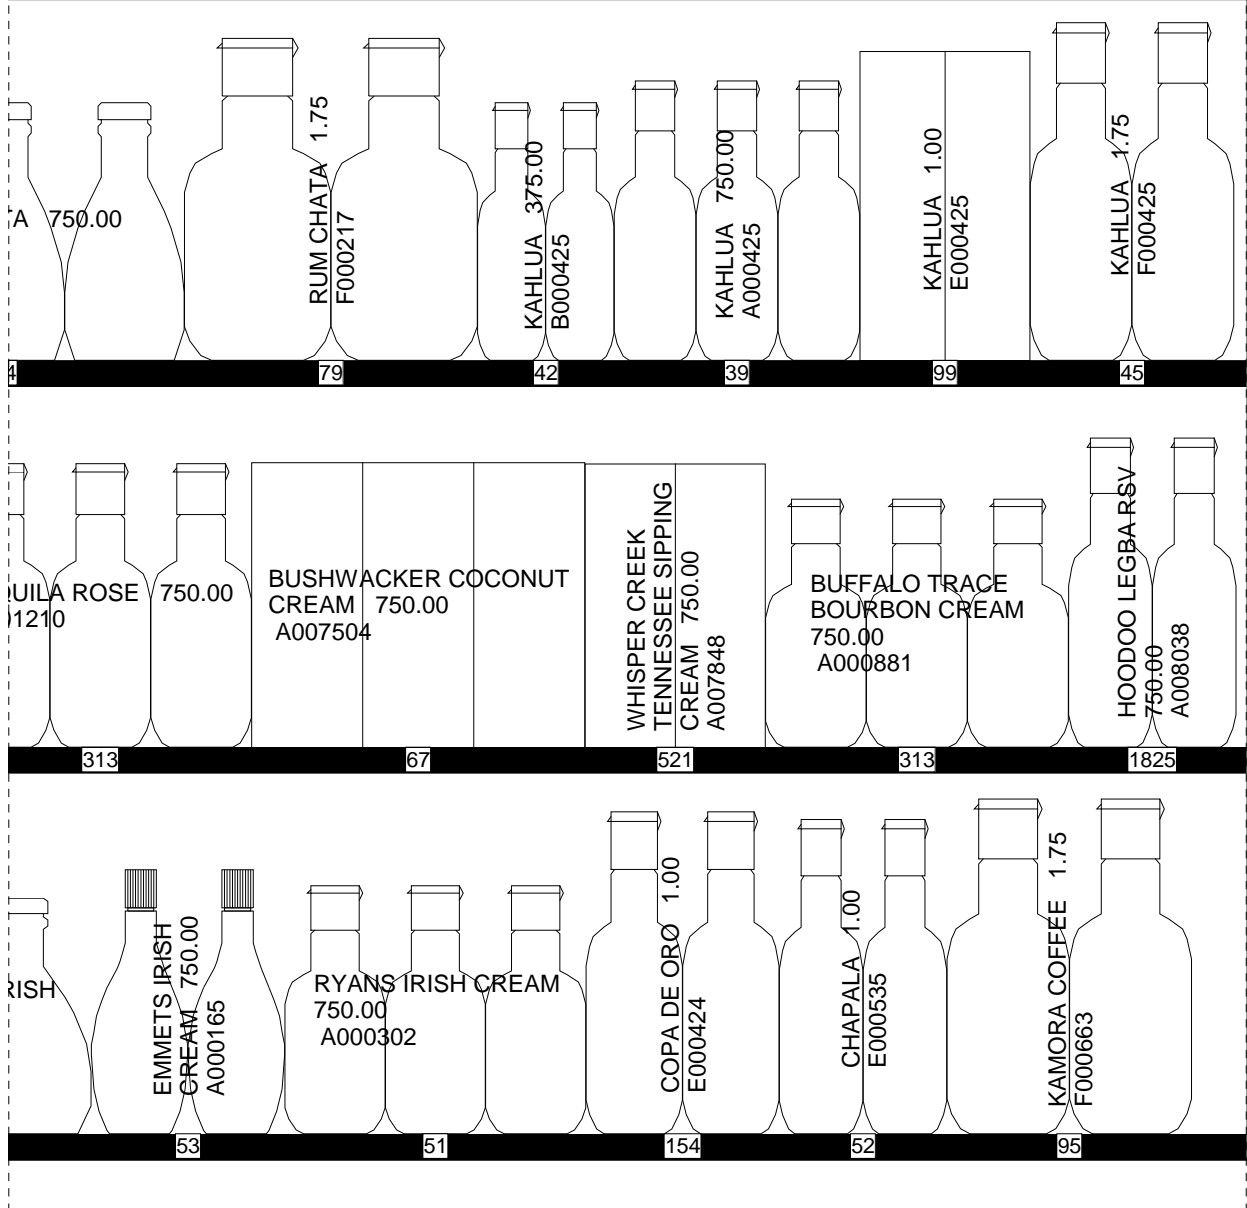 TA 750.00
RUM CHATA 1.75
F000217
KAHLUA 375.00
B000425
KAHLUA 750.00
A000425
KAHLUA 1.00
E000425
KAHLUA 1.75
F000425
4 79 42 39 99 45
QUILA ROSE 750.00
01210
BUSHWACKER COCONUT
CREAM 750.00
A007504
WHISPER CREEK
TENNESSEE SIPPING
CREAM 750.00
A007848
BUFFALO TRACE
BOURBON CREAM
750.00
A000881
HOODOO LEGBA RSV
750.00
A008038
313 67 521 313 1825
RISH
EMMETS IRISH
CREAM 750.00
A000165
RYANS IRISH CREAM
750.00
A000302
COPA DE ORO 1.00
E000424
CHAPALA 1.00
E000535
KAMORA COFFEE 1.75
F000663
53 51 154 52 95